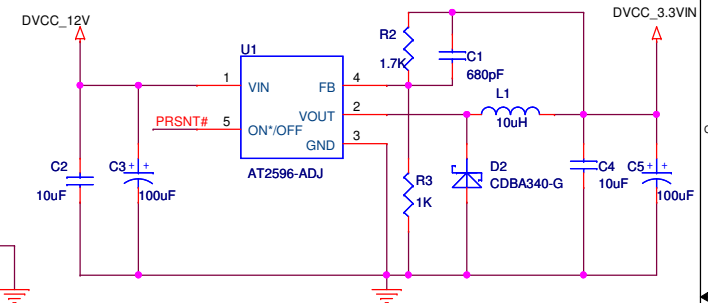 DVCC_12V
DVCC_3.3VIN
R2
1.7K
C1
680pF
U1
1
VIN
FB
4
L1
10uH
VOUT
2
PRSNT#
5
ON*/OFF
GND
3
AT2596-ADJ
C2
10uF
C3
100uF
R3
1K
D2
CDBA340-G
C4
10uF
C5
100uF